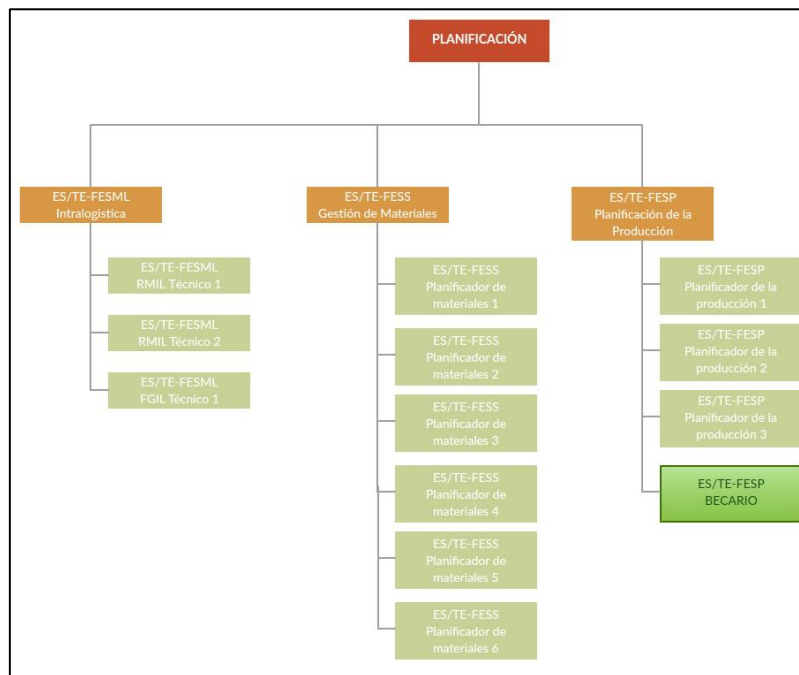 PLANIFICACIÓN
ES/TE-FESML
Intralogistica
ES/TE-FESML
RMIL Técnico 1
ES/TE-FESML
RMIL Técnico 2
ES/TE-FESML
FGIL Técnico 1
ES/TE-FESS
Gestión de Materiales
ES/TE-FESS
Planificador de
materiales 1
ES/TE-FESS
Planificador de
materiales 2
ES/TE-FESS
Planificador de
materiales 3
ES/TE-FESS
Planificador de
materiales 4
ES/TE-FESS
Planificador de
materiales 5
ES/TE-FESS
Planificador de
materiales 6
ES/TE-FESP
Planificación de la
Producción
ES/TE-FESP
Planificador de la
producción 1
ES/TE-FESP
Planificador de la
producción 2
ES/TE-FESP
Planificador de la
producción 3
ES/TE-FESP
BECARIO